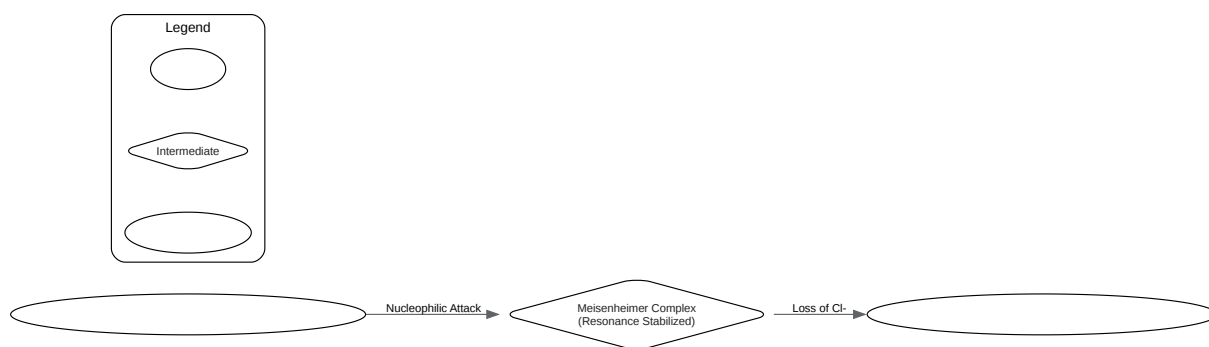 Legend
Intermediate
Nucleophilic Attack
Meisenheimer Complex
(Resonance Stabilized)
Loss of Cl-